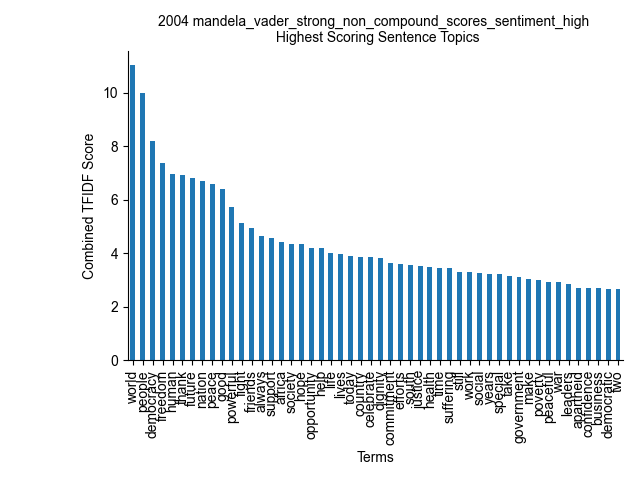 2004 mandela_vader_strong_non_compound_scores_sentiment_high
Highest Scoring Sentence Topics
Combined TFIDF Score
10
8
6
4
2
0
world
people
democracy
freedom
human
thank
future
nation
peace
good
powerful
fight
friends
always
support
africa
society
hope
opportunity
help
life
lives
today
country
celebrate
dignity
commitment
efforts
south
justice
health
time
suffering
still
work
social
years
special
take
government
make
poverty
peaceful
war
leaders
apartheid
confidence
business
democratic
two
Terms